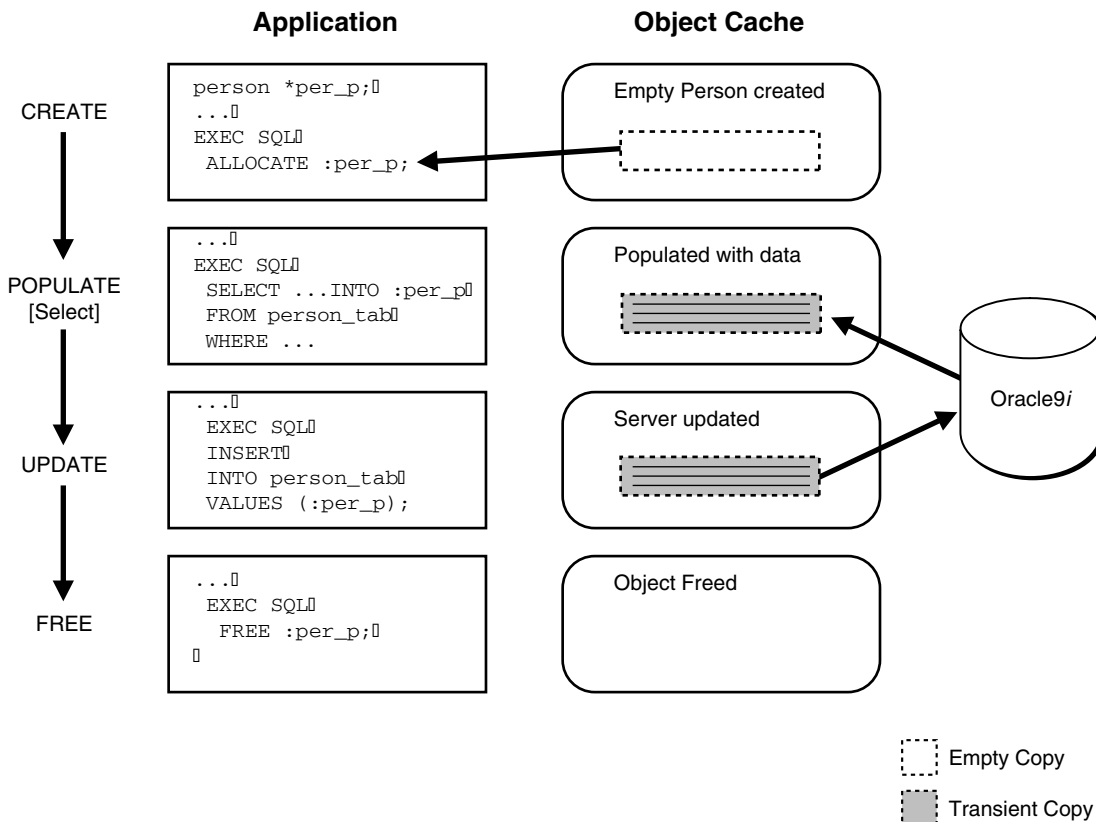 Application
Object Cache
CREATE
person *per_p;▯
...▯
EXEC SQL
ALLOCATE :per_p;
Empty Person created
POPULATE
[Select]
...▯
EXEC SQL▯
SELECT ...INTO :per_p▯
FROM person_tab▯
WHERE ...
Populated with data
Oracle9i
UPDATE
...▯
EXEC SQL▯
INSERT▯
INTO person_tab▯
VALUES (:per_p);
Server updated
FREE
...▯
EXEC SQL▯
FREE :per_p;▯
▯
Object Freed
Empty Copy
Transient Copy